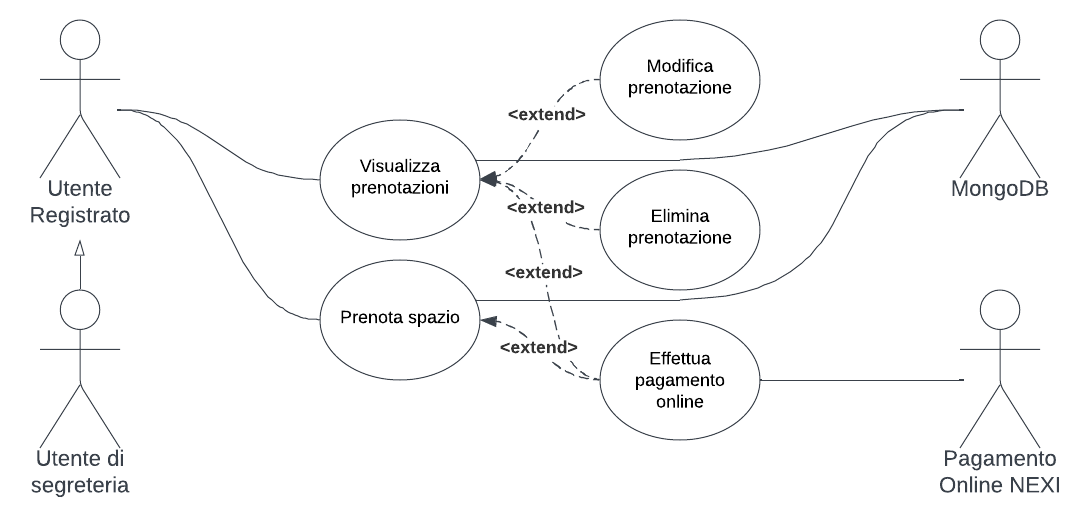 Modifica
prenotazione
<extend>
Visualizza
prenotazioni
Utente
Registrato
MongoDB
<extend>
Elimina
prenotazione
<extend>
Prenota spazio
<extend>
Effettua
pagamento
online
Utente di
segreteria
Pagamento
Online NEXI